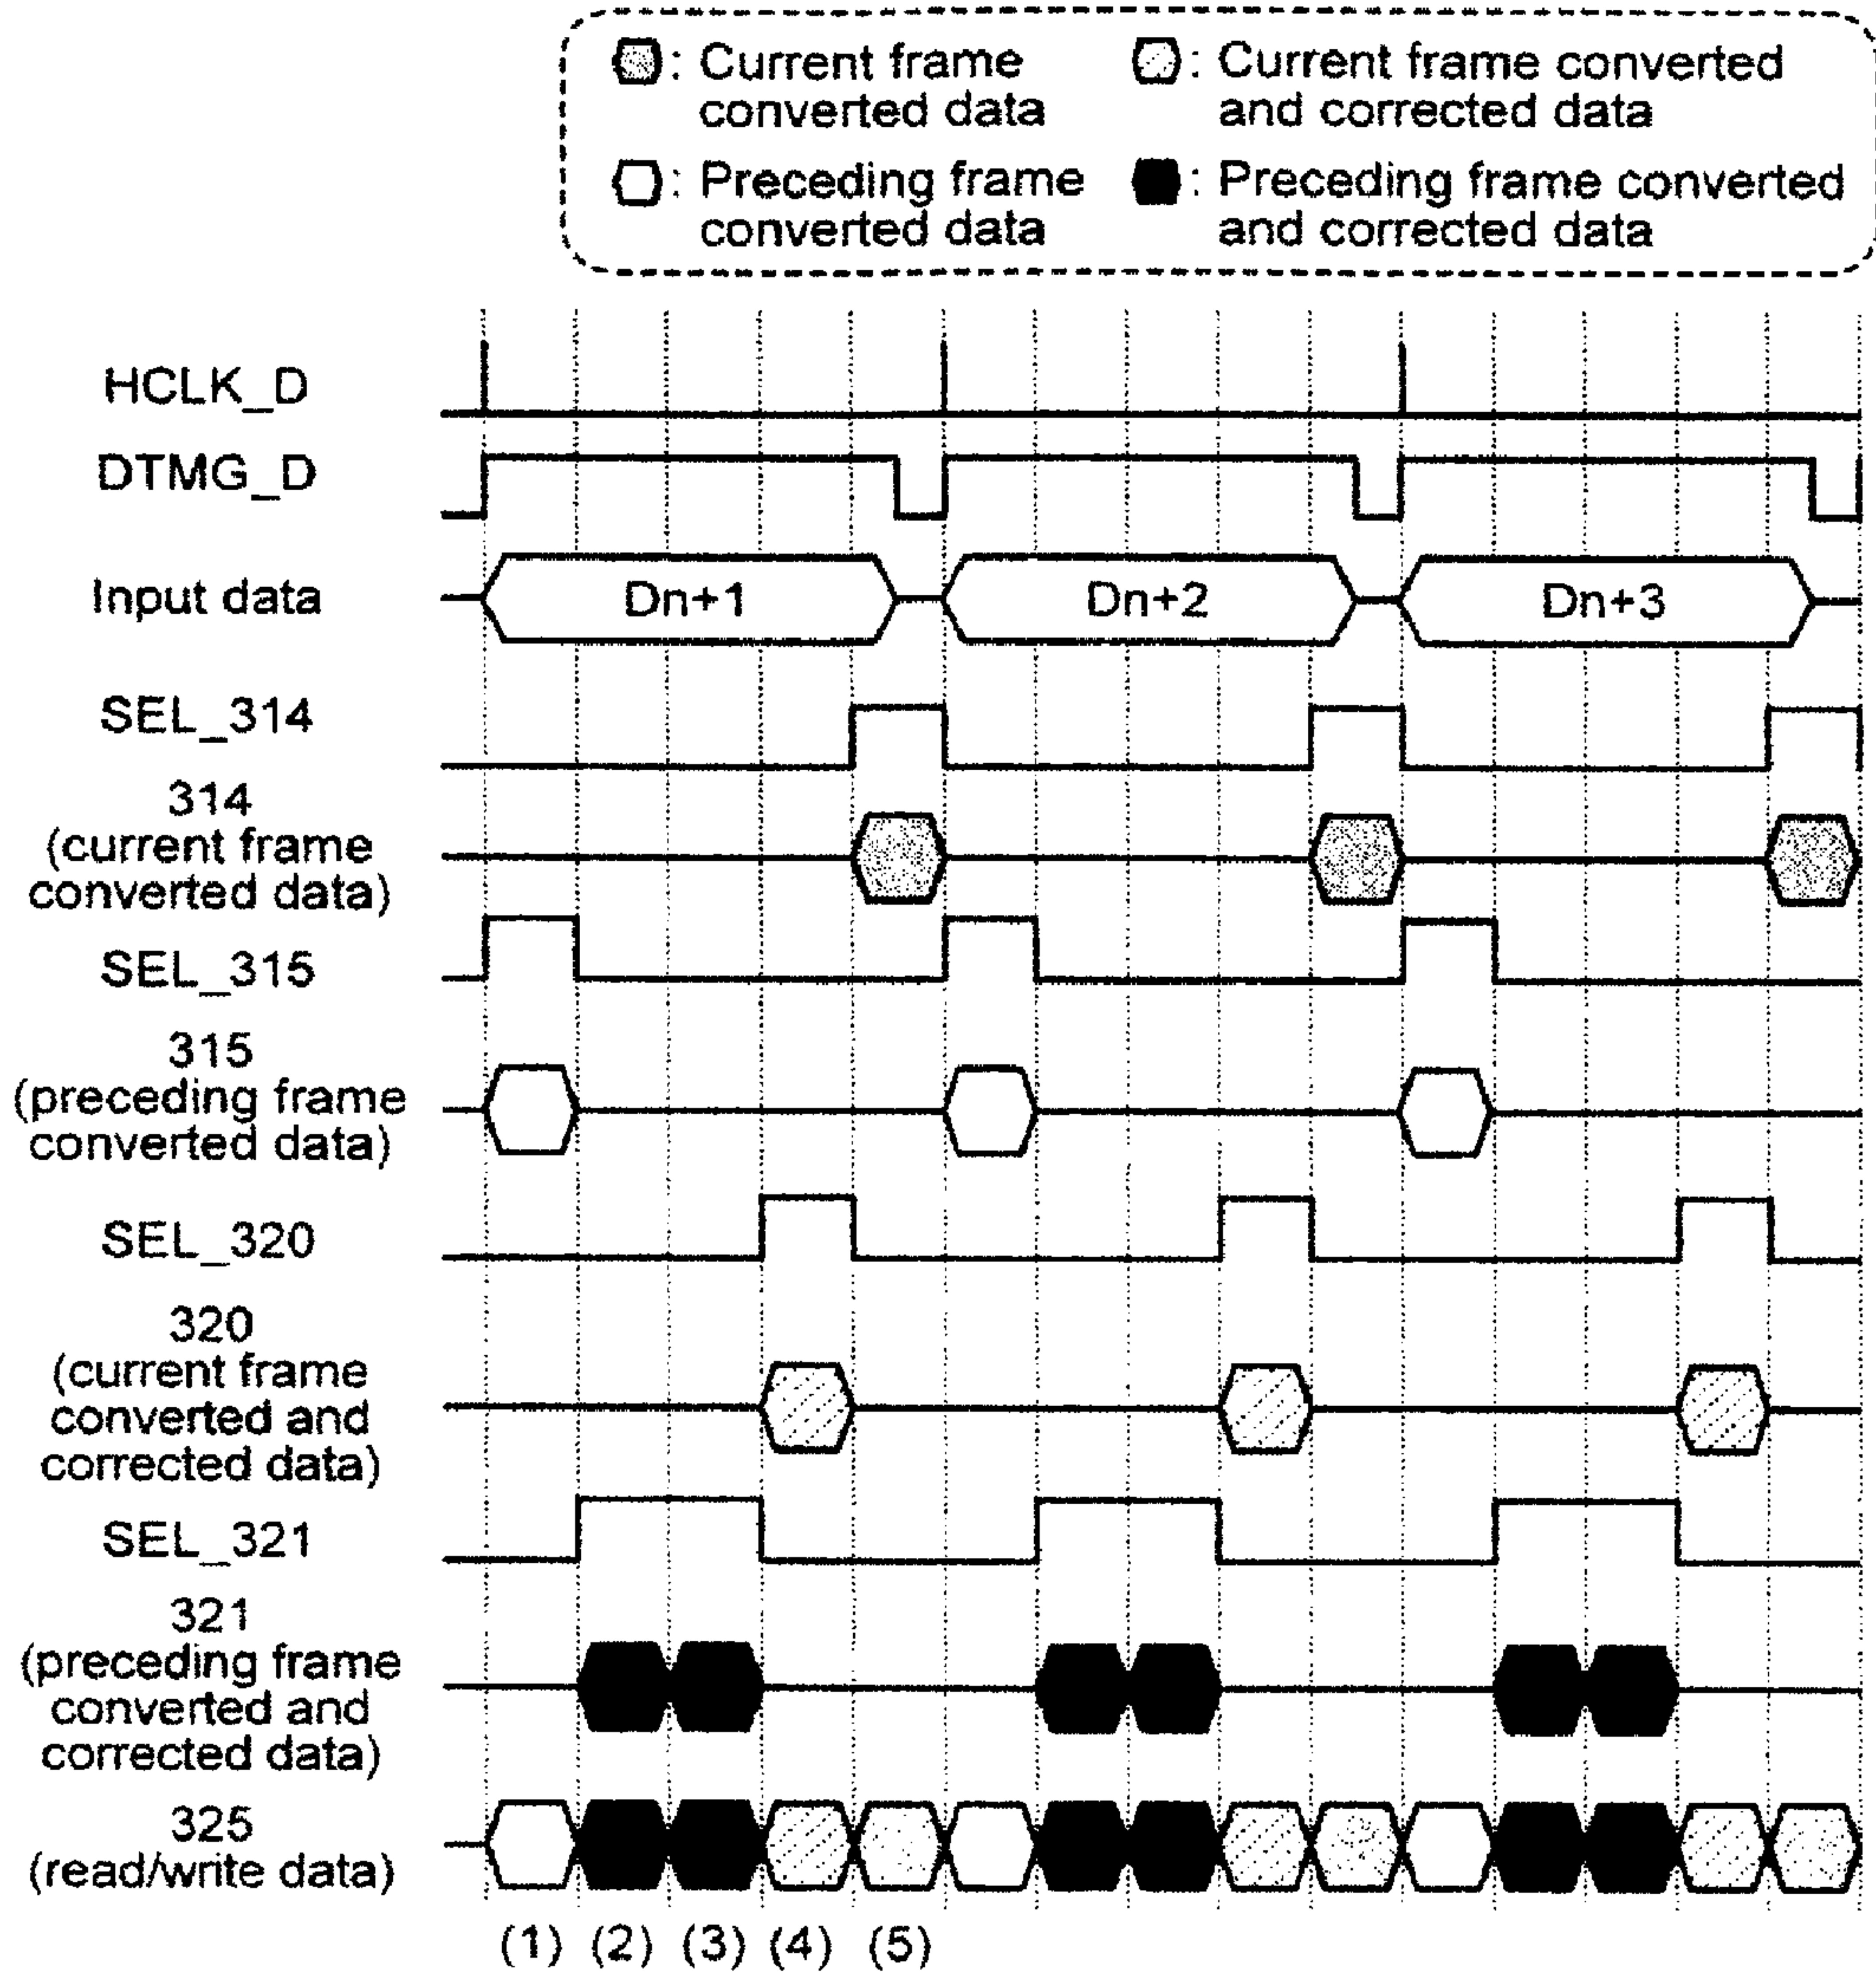 : Current frame converted data
: Current frame converted and corrected data
: Preceding frame converted data
: Preceding frame converted and corrected data
HCLK_D
DTMG_D
Input data
Dn+1
Dn+2
Dn+3
SEL_314
314
(current frame
converted data)
SEL_315
315
(preceding frame
converted data)
SEL_320
320
(current frame
converted and
corrected data)
SEL_321
321
(preceding frame
converted and
corrected data)
325
(read/write data)
(1) (2) (3) (4) (5)